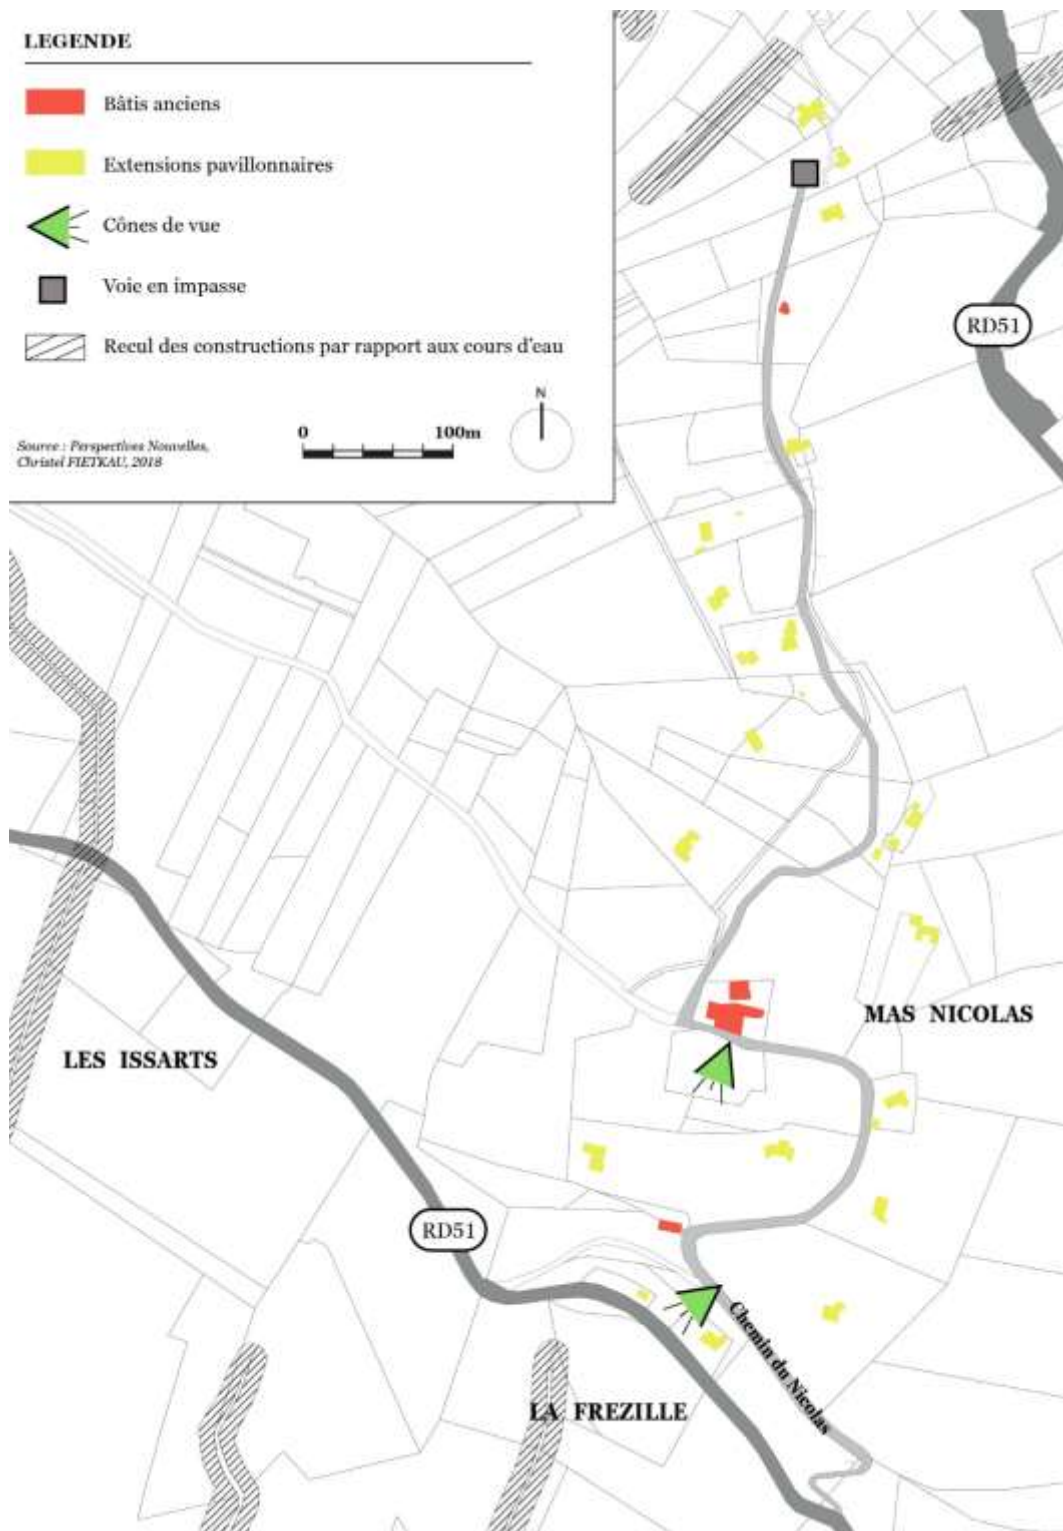 LEGENDE
Bâtis anciens
Extensions pavillonnaires
Cônes de vue
Voie en impasse
Recul des constructions par rapport aux cours d'eau
Source : Perspectives Nouvelles,
Christel FIETKAU, 2018
0 100m
N
RD51
MAS NICOLAS
LES ISSARTS
RD51
Chemin du Nicolas
LA FREZILLE